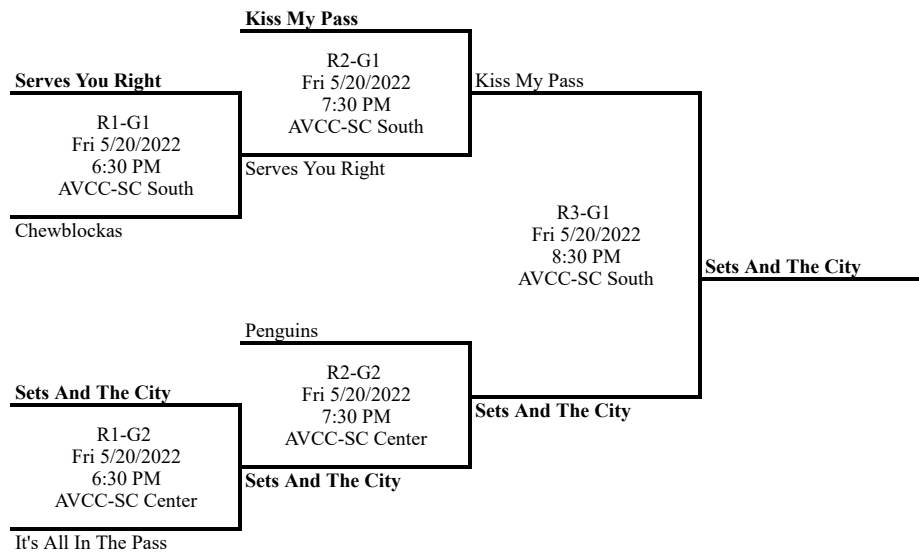 Kiss My Pass
R2-G1
Fri 5/20/2022
7:30 PM
AVCC-SC South
Serves You Right
Kiss My Pass
R1-G1
Fri 5/20/2022
6:30 PM
AVCC-SC South
Serves You Right
Chewblockas
R3-G1
Fri 5/20/2022
8:30 PM
AVCC-SC South
Sets And The City
Penguins
R2-G2
Fri 5/20/2022
7:30 PM
AVCC-SC Center
Sets And The City
Sets And The City
R1-G2
Fri 5/20/2022
6:30 PM
AVCC-SC Center
Sets And The City
It's All In The Pass